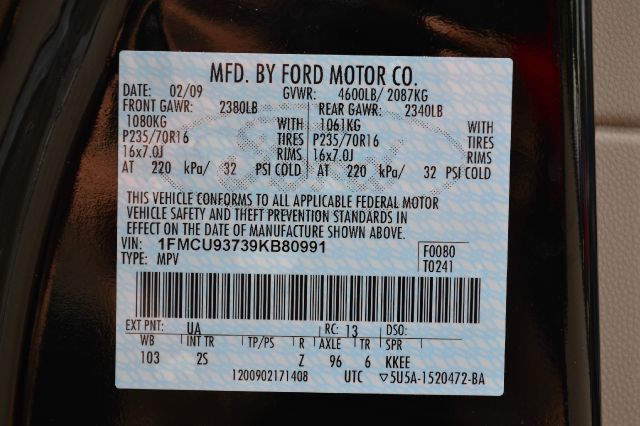 MFD. BY FORD MOTOR CO.
DATE: 02/09 GVWR: 4600LB/ 2087KG
FRONT GAWR: 2380LB REAR GAWR: 2340LB
1080KG WITH 1061KG WITH
P235/70R16 TIRES P235/70R16 TIRES
16x7.0J RIMS 16x7.0J RIMS
AT 220 kPa/ 32 PSI COLD AT 220 kPa/ 32 PSI COLD
THIS VEHICLE CONFORMS TO ALL APPLICABLE FEDERAL MOTOR
VEHICLE SAFETY AND THEFT PREVENTION STANDARDS IN
EFFECT ON THE DATE OF MANUFACTURE SHOWN ABOVE.
VIN: 1FMCU93739KB80991 F0080
TYPE: MPV T0241
EXT PNT: UA RC: 13 DSO:
WB INT TR TP/PS R AXLE TR SPR
103 2S Z 96 6 KKEE
1200902171408 UTC ▽5U5A-1520472-BA